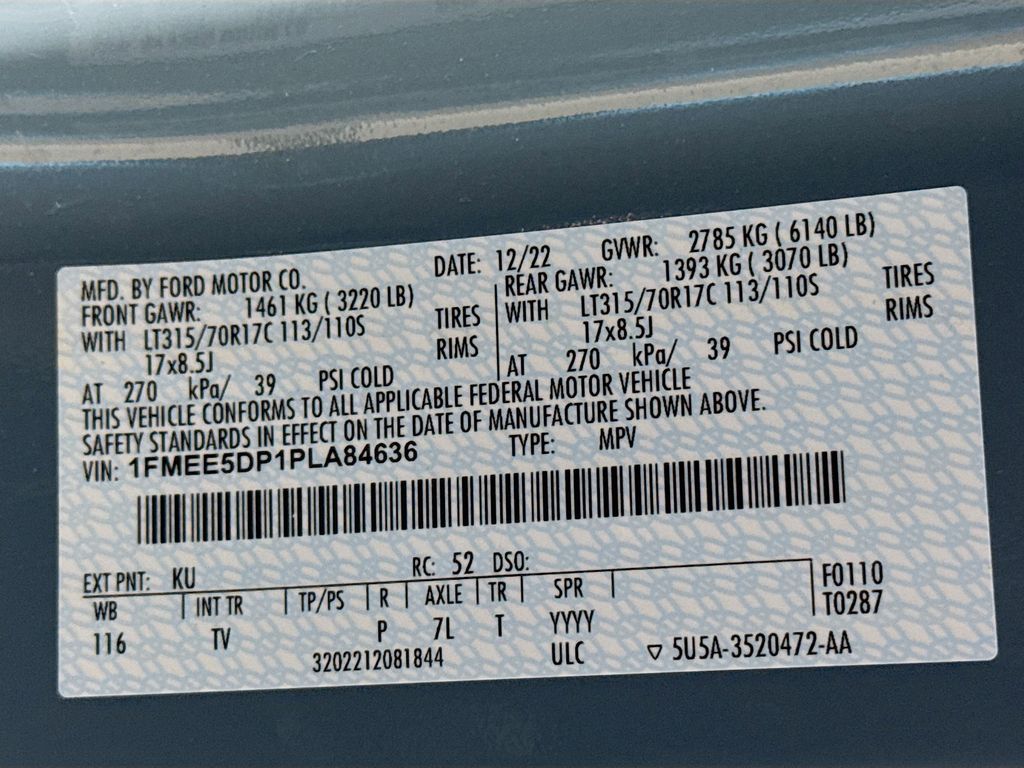 MFD. BY FORD MOTOR CO. DATE: 12/22 GVWR: 2785 KG ( 6140 LB)
FRONT GAWR: 1461 KG ( 3220 LB) REAR GAWR: 1393 KG ( 3070 LB)
WITH LT315/70R17C 113/110S TIRES WITH LT315/70R17C 113/110S TIRES
17x8.5J RIMS 17x8.5J RIMS
AT 270 kPa/ 39 PSI COLD AT 270 kPa/ 39 PSI COLD
THIS VEHICLE CONFORMS TO ALL APPLICABLE FEDERAL MOTOR VEHICLE
SAFETY STANDARDS IN EFFECT ON THE DATE OF MANUFACTURE SHOWN ABOVE.
VIN: 1FMEE5DP1PLA84636 TYPE: MPV
EXT PNT: KU RC: 52 DSO:
WB INT TR TP/PS R AXLE TR SPR F0110
116 TV P 7L T YYYY T0287
3202212081844 ULC ▽ 5U5A-3520472-AA